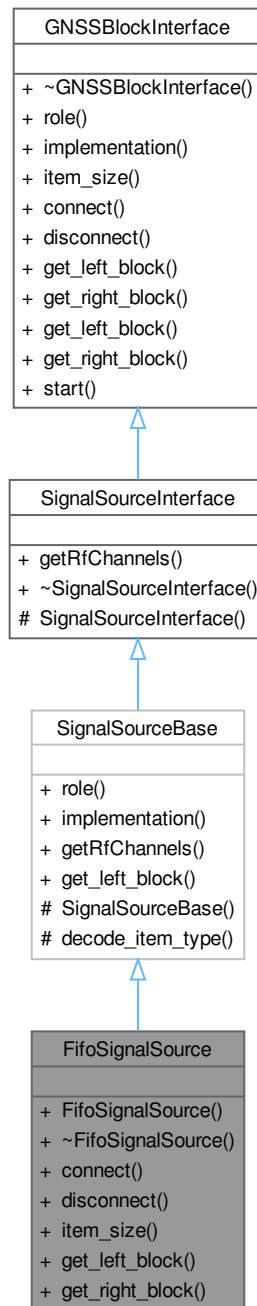 GNSSBlockInterface
+ ~GNSSBlockInterface()
+ role()
+ implementation()
+ item_size()
+ connect()
+ disconnect()
+ get_left_block()
+ get_right_block()
+ get_left_block()
+ get_right_block()
+ start()
SignalSourceInterface
+ getRfChannels()
+ ~SignalSourceInterface()
# SignalSourceInterface()
SignalSourceBase
+ role()
+ implementation()
+ getRfChannels()
+ get_left_block()
# SignalSourceBase()
# decode_item_type()
FifoSignalSource
+ FifoSignalSource()
+ ~FifoSignalSource()
+ connect()
+ disconnect()
+ item_size()
+ get_left_block()
+ get_right_block()